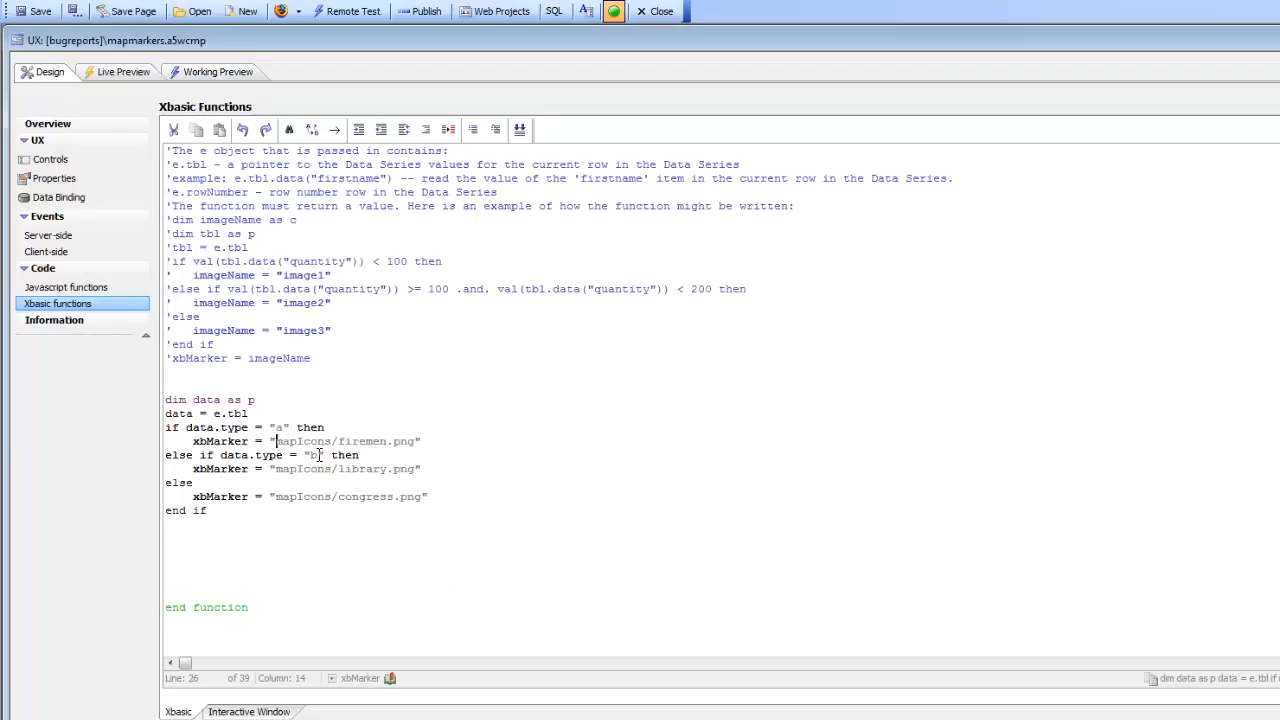 Save Save Page Open New Remote Test Publish Web Projects SQL Close
UX: [bugreports]\mapmarkers.a5wcmp
Design Live Preview Working Preview
Xbasic Functions
Overview
UX
Controls
Properties
Data Binding
Events
Server-side
Client-side
Code
Javascript functions
Xbasic functions
Information
'The e object that is passed in contains:
'e.tbl - a pointer to the Data Series values for the current row in the Data Series
'example: e.tbl.data("firstname") -- read the value of the 'firstname' item in the current row in the Data Series.
'e.rowNumber - row number row in the Data Series
'The function must return a value. Here is an example of how the function might be written:
'dim imageName as c
'dim tbl as p
'tbl = e.tbl
'if val(tbl.data("quantity")) < 100 then
'   imageName = "image1"
'else if val(tbl.data("quantity")) >= 100 .and. val(tbl.data("quantity")) < 200 then
'   imageName = "image2"
'else
'   imageName = "image3"
'end if
'xbMarker = imageName
dim data as p
data = e.tbl
if data.type = "a" then
    xbMarker = "mapIcons/firemen.png"
else if data.type = "b" then
    xbMarker = "mapIcons/library.png"
else
    xbMarker = "mapIcons/congress.png"
end if
end function
Line: 26 of 39 Column: 14 xbMarker dim data as p data = e.tbl if d
Xbasic Interactive Window